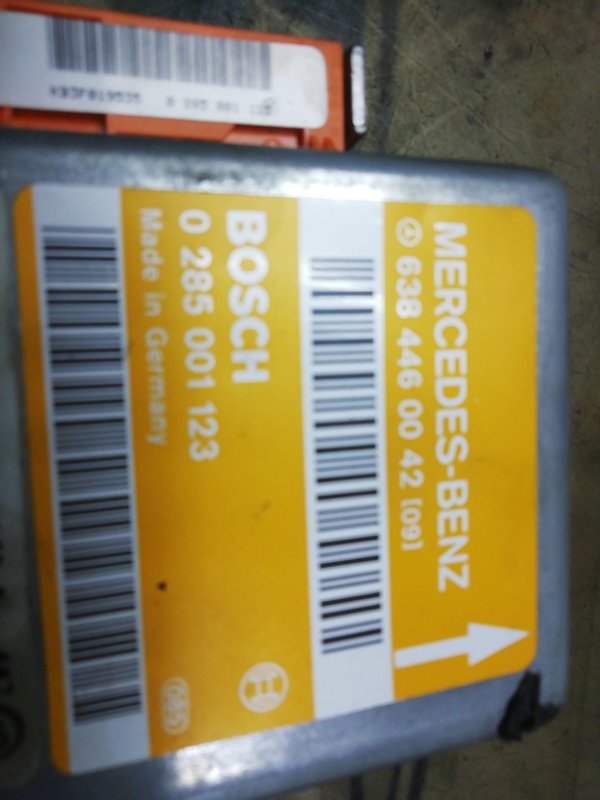 MERCEDES-BENZ
638 446 00 42 [09]
BOSCH
0 285 001 123
Made in Germany